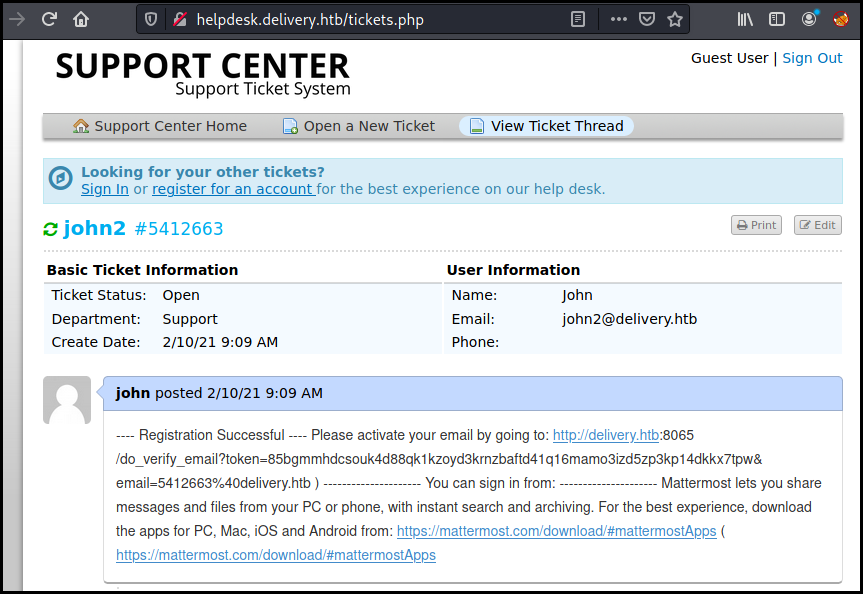 helpdesk.delivery.htb/tickets.php
SUPPORT CENTER
Support Ticket System
Guest User | Sign Out
Support Center Home Open a New Ticket View Ticket Thread
Looking for your other tickets?
Sign In or register for an account for the best experience on our help desk.
john2 #5412663
Print Edit
Basic Ticket Information User Information
Ticket Status: Open Name: John
Department: Support Email: john2@delivery.htb
Create Date: 2/10/21 9:09 AM Phone:
john posted 2/10/21 9:09 AM
---- Registration Successful ---- Please activate your email by going to: http://delivery.htb:8065
/do_verify_email?token=85bgmmhdcsouk4d88qk1kzoyd3krnzbaftd41q16mamo3izd5zp3kp14dkkx7tpw&
email=5412663%40delivery.htb ) --------------------- You can sign in from: --------------------- Mattermost lets you share
messages and files from your PC or phone, with instant search and archiving. For the best experience, download
the apps for PC, Mac, iOS and Android from: https://mattermost.com/download/#mattermostApps (
https://mattermost.com/download/#mattermostApps